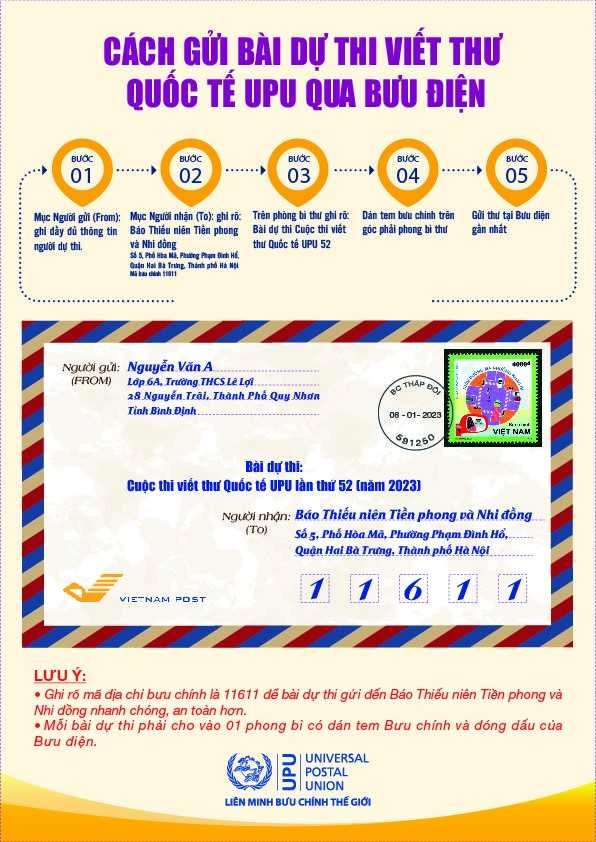 CÁCH GỬI BÀI DỰ THI VIẾT THƯ
QUỐC TẾ UPU QUA BƯU ĐIỆN
BƯỚC
01
BƯỚC
02
BƯỚC
03
BƯỚC
04
BƯỚC
05
Mục Người gửi (From):
ghi đầy đủ thông tin
người dự thi.
Mục Người nhận (To): ghi rõ:
Báo Thiếu niên Tiền phong
và Nhi đồng
Số 5, Phố Hòa Mã, Phường Phạm Đình Hổ,
Quận Hai Bà Trưng, Thành phố Hà Nội
Mã bưu chính 11611
Trên phòng bì thư ghi rõ:
Bài dự thi Cuộc thi viết
thư Quốc tế UPU 52
Dán tem bưu chính trên
góc phải phong bì thư
Gửi thư tại Bưu điện
gần nhất
Người gửi: Nguyễn Văn A
(FROM) Lớp 6A, Trường THCS Lê Lợi
28 Nguyễn Trãi, Thành Phố Quy Nhơn
Tỉnh Bình Định
BC THÁP ĐÔI
06-01-2023
591250
4000đ
VIỆT NAM
Bài dự thi:
Cuộc thi viết thư Quốc tế UPU lần thứ 52 (năm 2023)
Người nhận: Báo Thiếu niên Tiền phong và Nhi đồng
(To) Số 5, Phố Hòa Mã, Phường Phạm Đình Hổ,
Quận Hai Bà Trưng, Thành phố Hà Nội
1 1 6 1 1
VIETNAM POST
LƯU Ý:
• Ghi rõ mã địa chỉ bưu chính là 11611 để bài dự thi gửi đến Báo Thiếu niên Tiền phong và
Nhi đồng nhanh chóng, an toàn hơn.
• Mỗi bài dự thi phải cho vào 01 phong bì có dán tem Bưu chính và đóng dấu của
Bưu điện.
UPU
UNIVERSAL
POSTAL
UNION
LIÊN MINH BƯU CHÍNH THẾ GIỚI